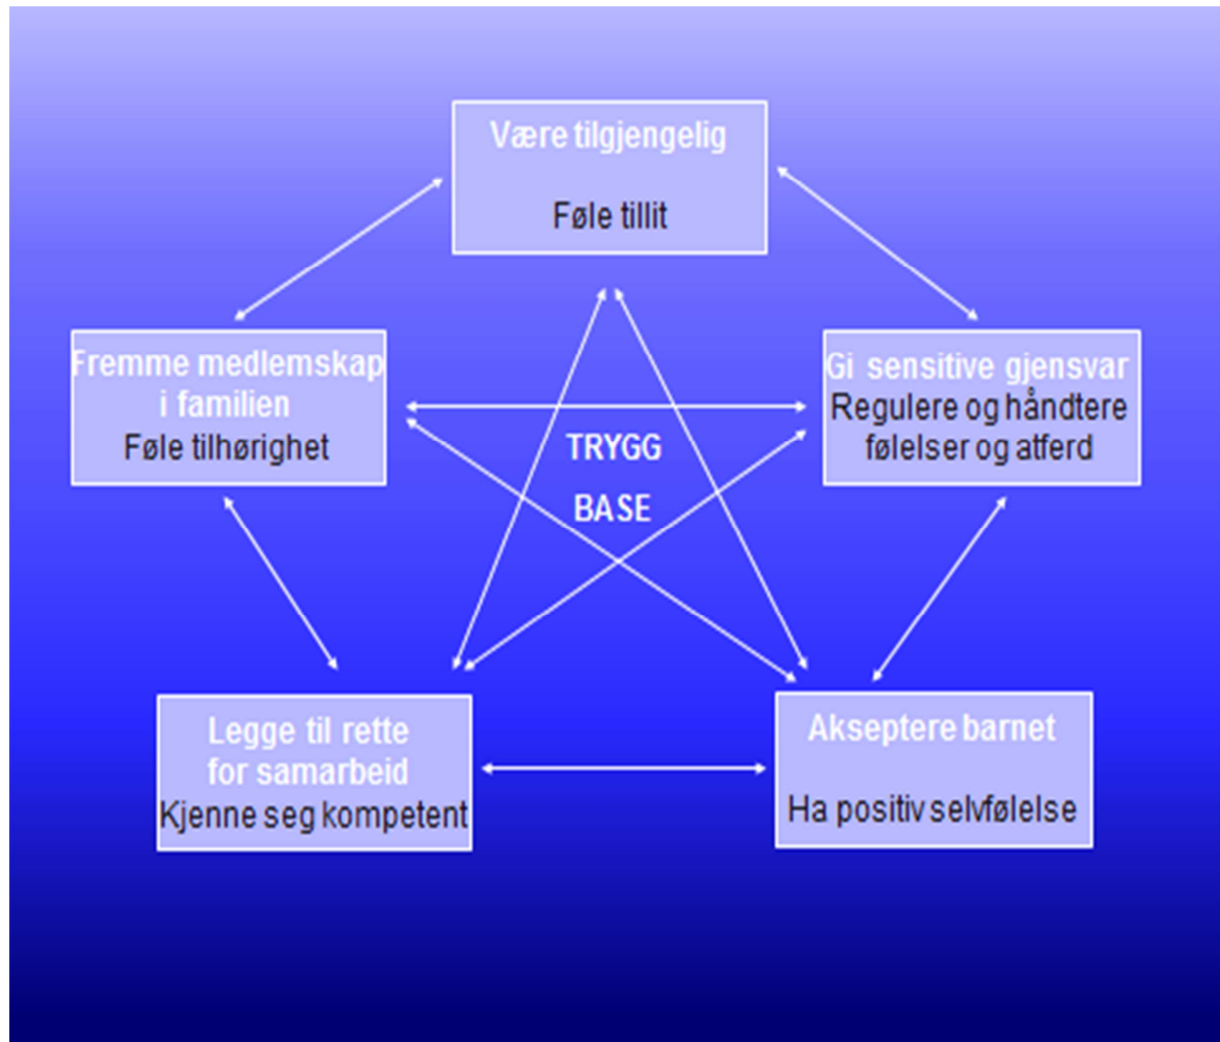 Være tilgjengelig
Føle tillit
Fremme medlemskap
i familien
Føle tilhørighet
Gi sensitive gjensvar
Regulere og håndtere
følelser og atferd
TRYGG
BASE
Legge til rette
for samarbeid
Kjenne seg kompetent
Akseptere barnet
Ha positiv selvfølelse